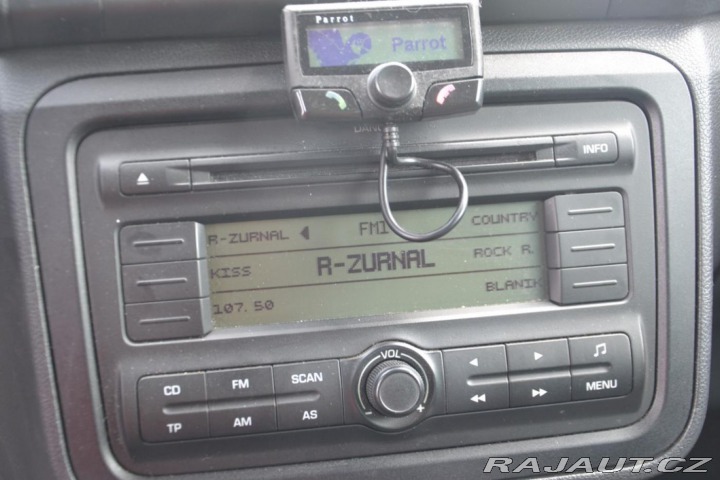 Parrot
Parrot
INFO
R-ZURNAL FM1 COUNTRY
KISS R-ZURNAL ROCK R.
107.50 BLANIK
VOL
CD FM SCAN
TP AM AS
MENU
- +
RAJAUT.CZ